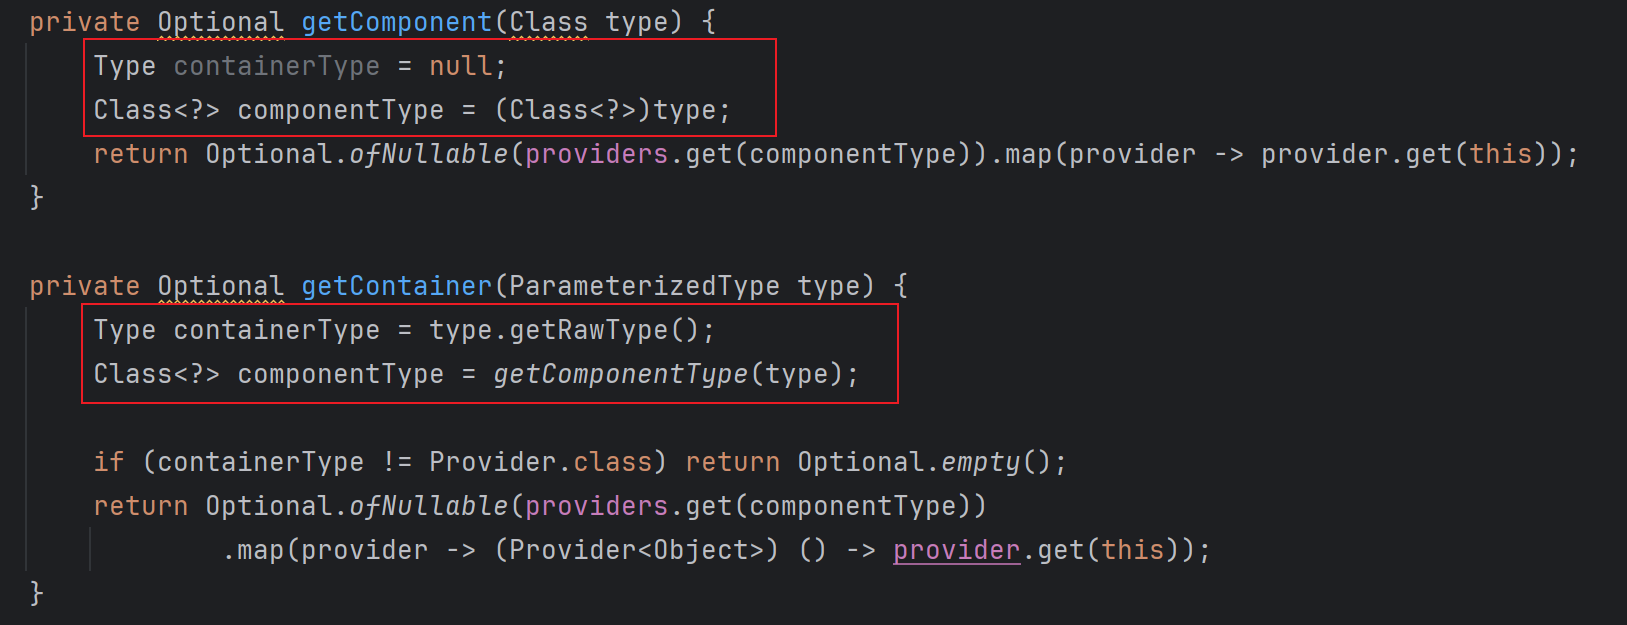 private Optional getComponent(Class type) {
    Type containerType = null;
    Class<?> componentType = (Class<?>)type;
    return Optional.ofNullable(providers.get(componentType)).map(provider -> provider.get(this));
}
private Optional getContainer(ParameterizedType type) {
    Type containerType = type.getRawType();
    Class<?> componentType = getComponentType(type);
    if (containerType != Provider.class) return Optional.empty();
    return Optional.ofNullable(providers.get(componentType))
            .map(provider -> (Provider<Object>) () -> provider.get(this));
}